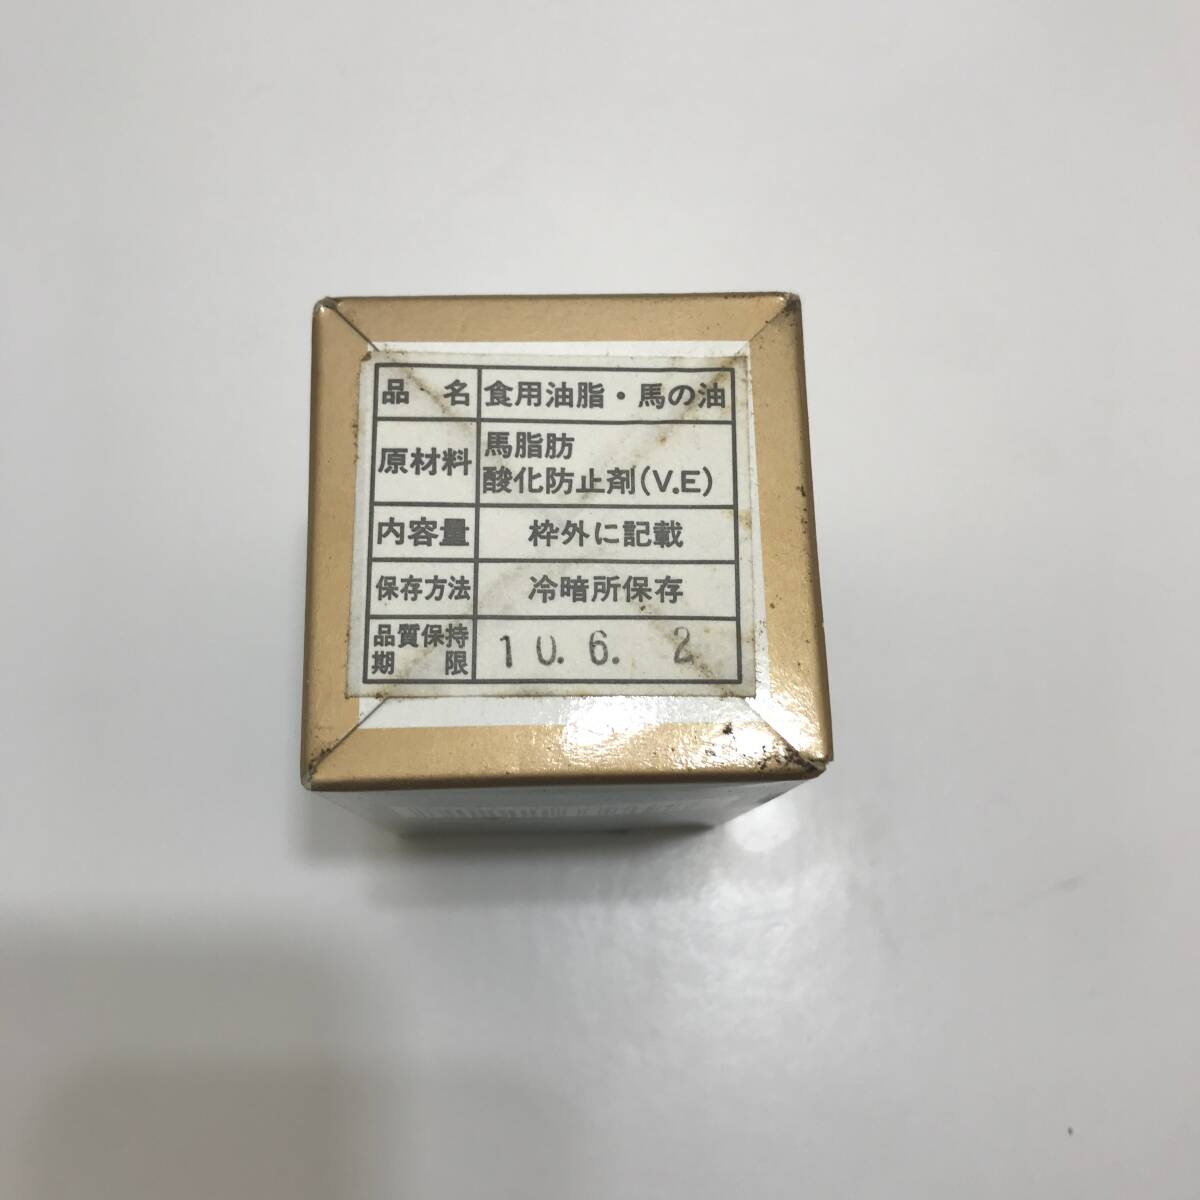 品名 食用油脂・馬の油
原材料 馬脂肪
酸化防止剤(V.E)
内容量 枠外に記載
保存方法 冷暗所保存
品質保持
期限 10.6. 2